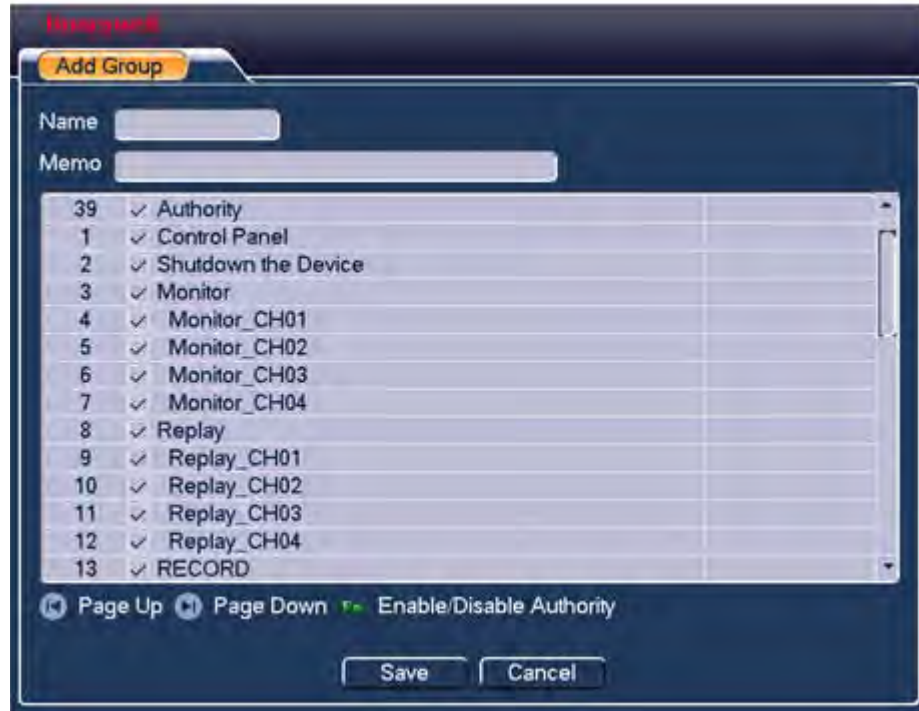 Honeywell
Add Group
Name
Memo
39 Authority
1 Control Panel
2 Shutdown the Device
3 Monitor
4 Monitor_CH01
5 Monitor_CH02
6 Monitor_CH03
7 Monitor_CH04
8 Replay
9 Replay_CH01
10 Replay_CH02
11 Replay_CH03
12 Replay_CH04
13 RECORD
Page Up Page Down Fn Enable/Disable Authority
Save Cancel